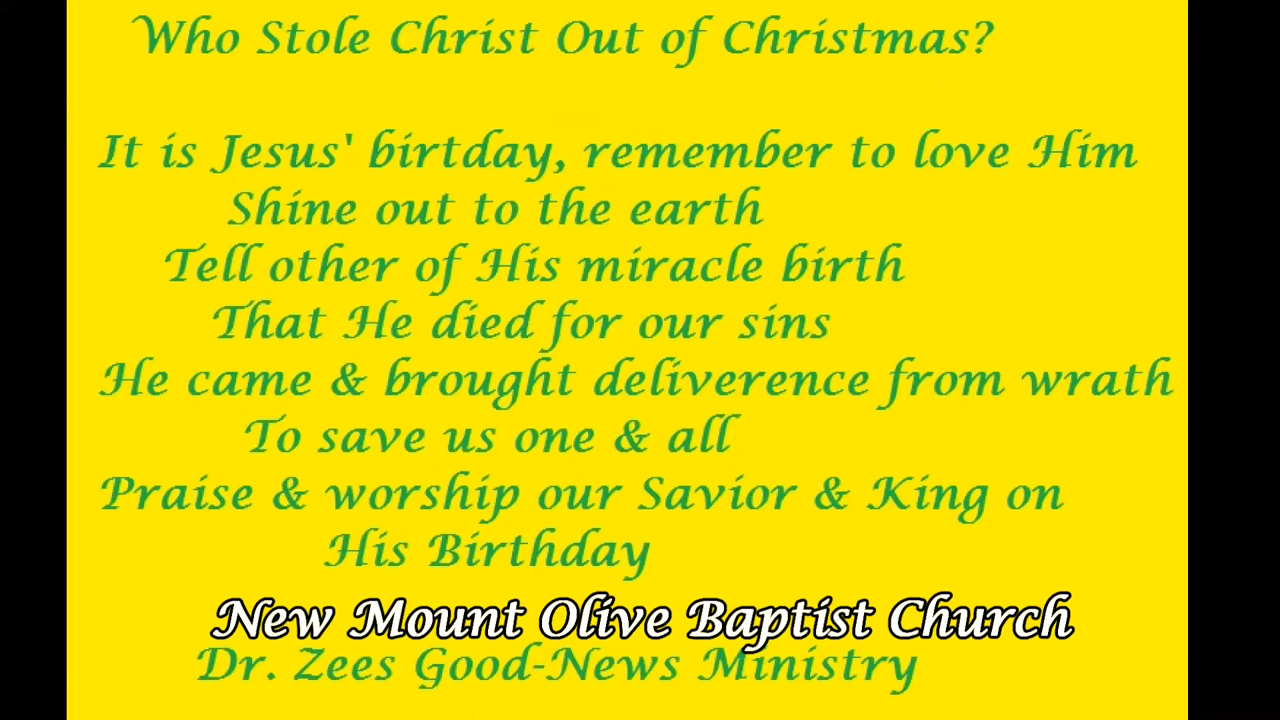 Who Stole Christ Out of Christmas?
It is Jesus' birtday, remember to love Him
Shine out to the earth
Tell other of His miracle birth
That He died for our sins
He came & brought deliverence from wrath
To save us one & all
Praise & worship our Savior & King on
His Birthday
New Mount Olive Baptist Church
Dr. Zees Good-News Ministry